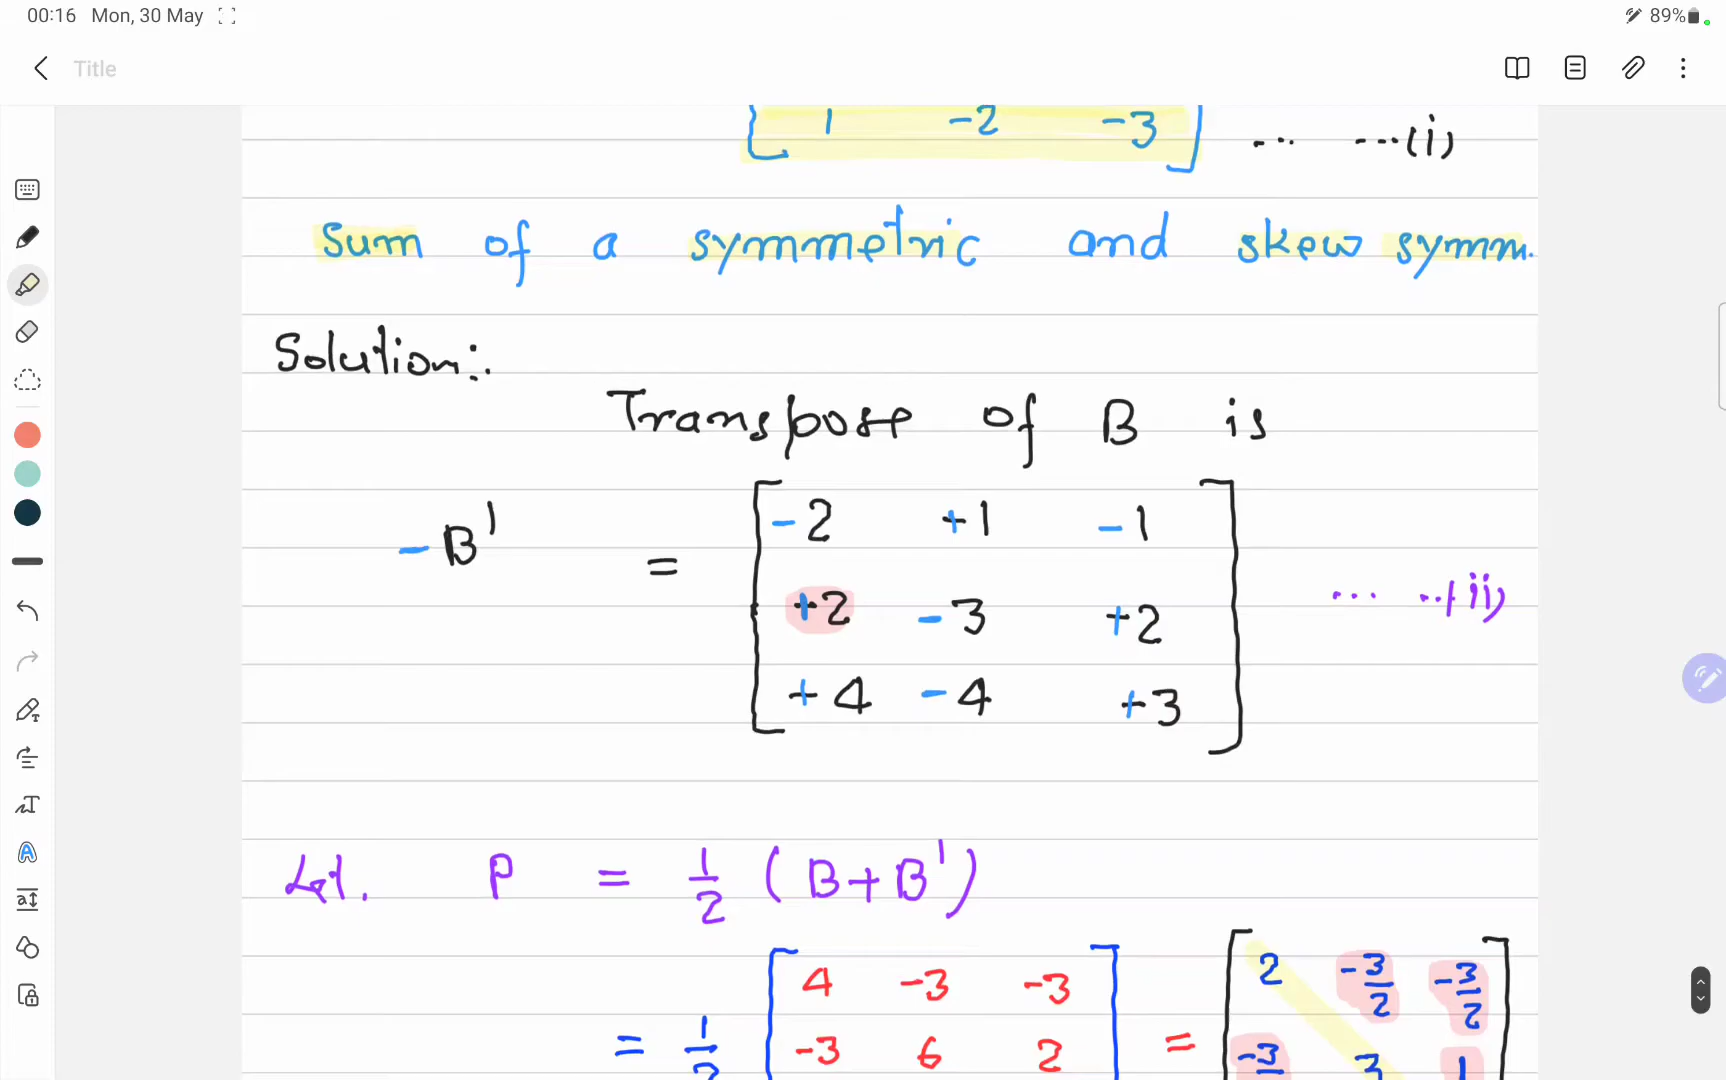 00:16 Mon, 30 May 89%
Title
1 -2 -3 ... ...(i)
Sum of a symmetric and skew symm.
Solution:.
Transpose of B is
-B' =
-2 +1 -1
+2 -3 +2 ... ..(ii)
+4 -4 +3
Let. P = 1/2 (B+B')
4 -3 -3 2 -3/2 -3/2
= 1/2 -3 6 2 = -3 3 1